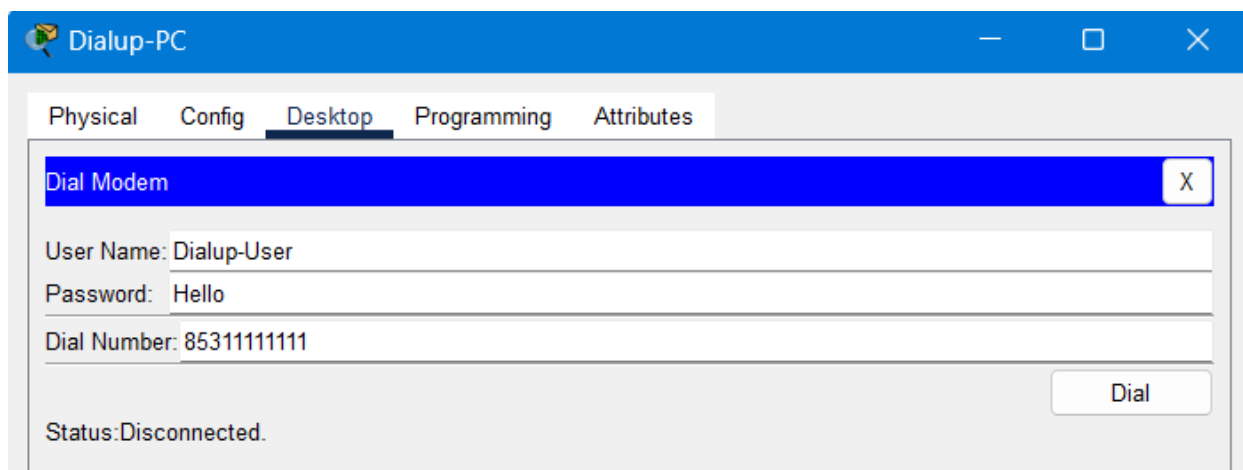 Dialup-PC
Physical Config Desktop Programming Attributes
Dial Modem X
User Name: Dialup-User
Password: Hello
Dial Number: 85311111111
Dial
Status:Disconnected.